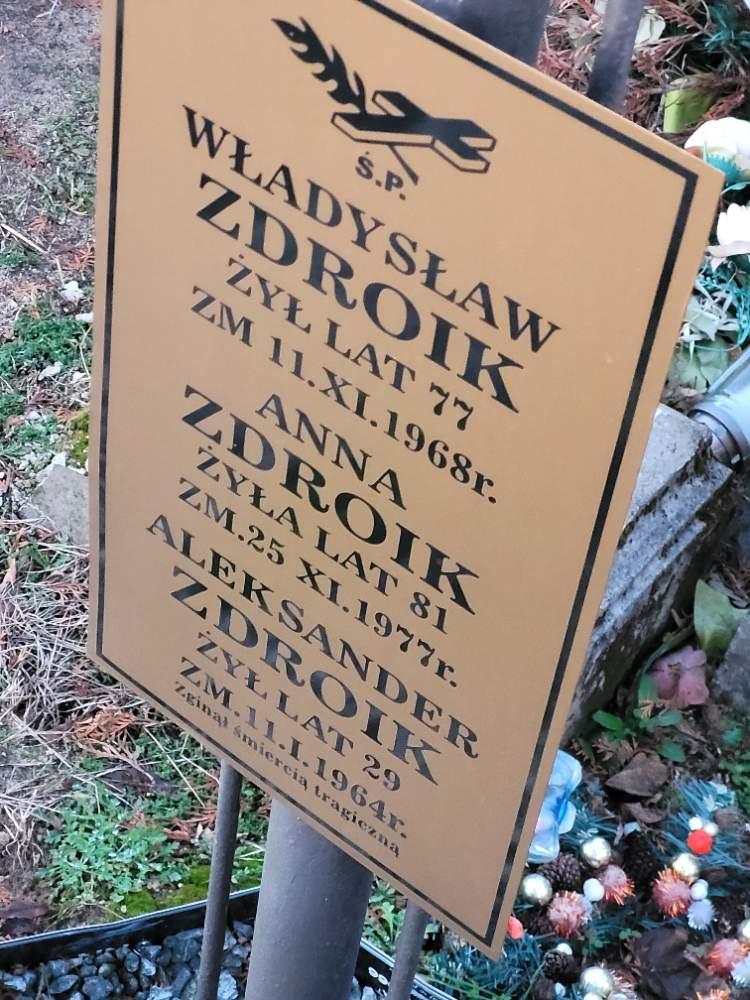 Ś.P.
WŁADYSŁAW
ZDROIK
ŻYŁ LAT 77
ZM 11.XI.1968r.
ANNA
ZDROIK
ŻYŁA LAT 81
ZM.25 XI.1977r.
ALEKSANDER
ZDROIK
ŻYŁ LAT 29
ZM.11.I.1964r.
zginął śmiercią tragiczną